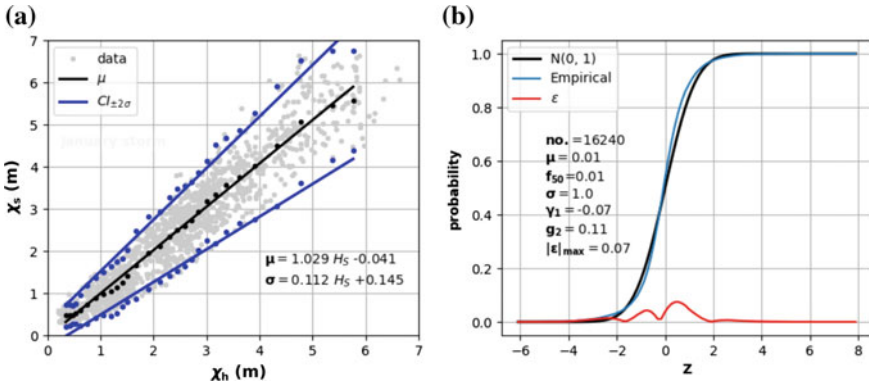 (a)
7
6
5
4
3
2
1
0
χs (m)
data
μ
CI±2σ
january storm
μ = 1.029 HS -0.041
σ = 0.112 HS +0.145
0 1 2 3 4 5 6 7
χh (m)
(b)
1.0
0.8
0.6
0.4
0.2
0.0
probability
N(0, 1)
Empirical
ε
no. =16240
μ = 0.01
f50=0.01
σ = 1.0
γ1 = -0.07
g2 = 0.11
|ε|max = 0.07
−6 −4 −2 0 2 4 6 8
Z